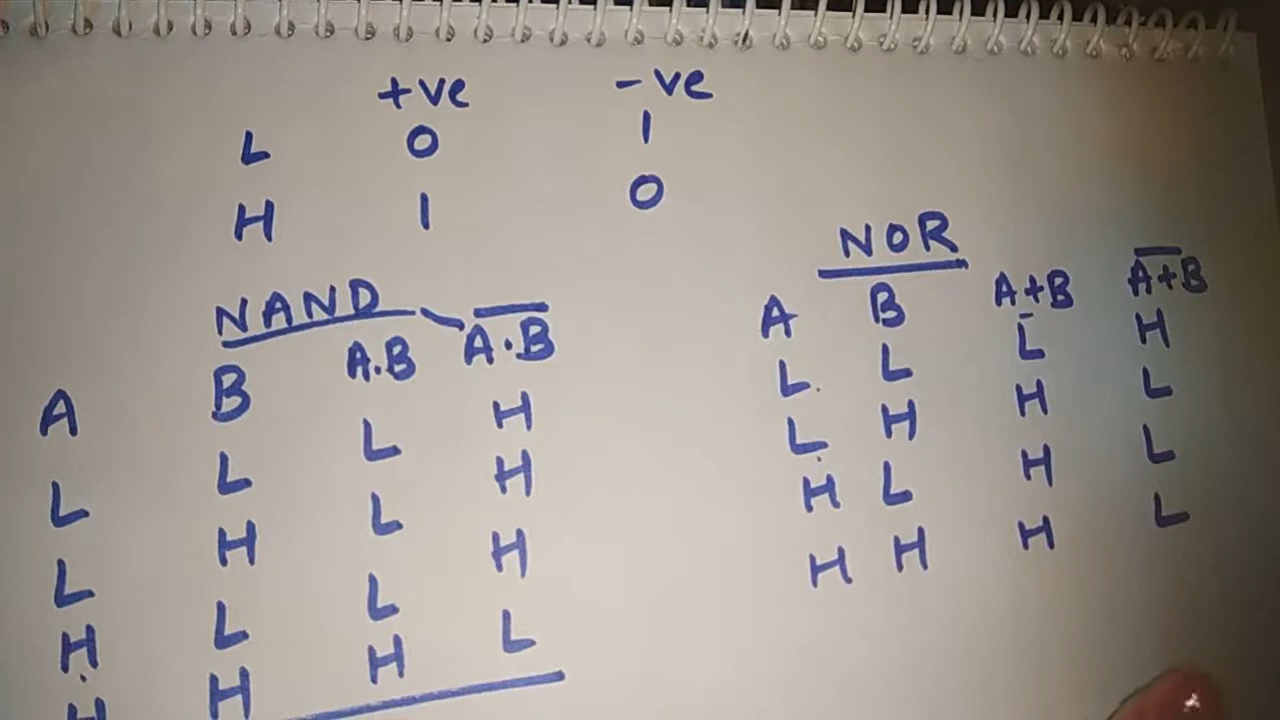 +ve -ve
L 0 1
H 1 0
NAND
A B A.B A·B
L L L H
L H L H
H L L H
H H H L
NOR
A B A+B A+B
L L L H
L H H L
H L H L
H H H L